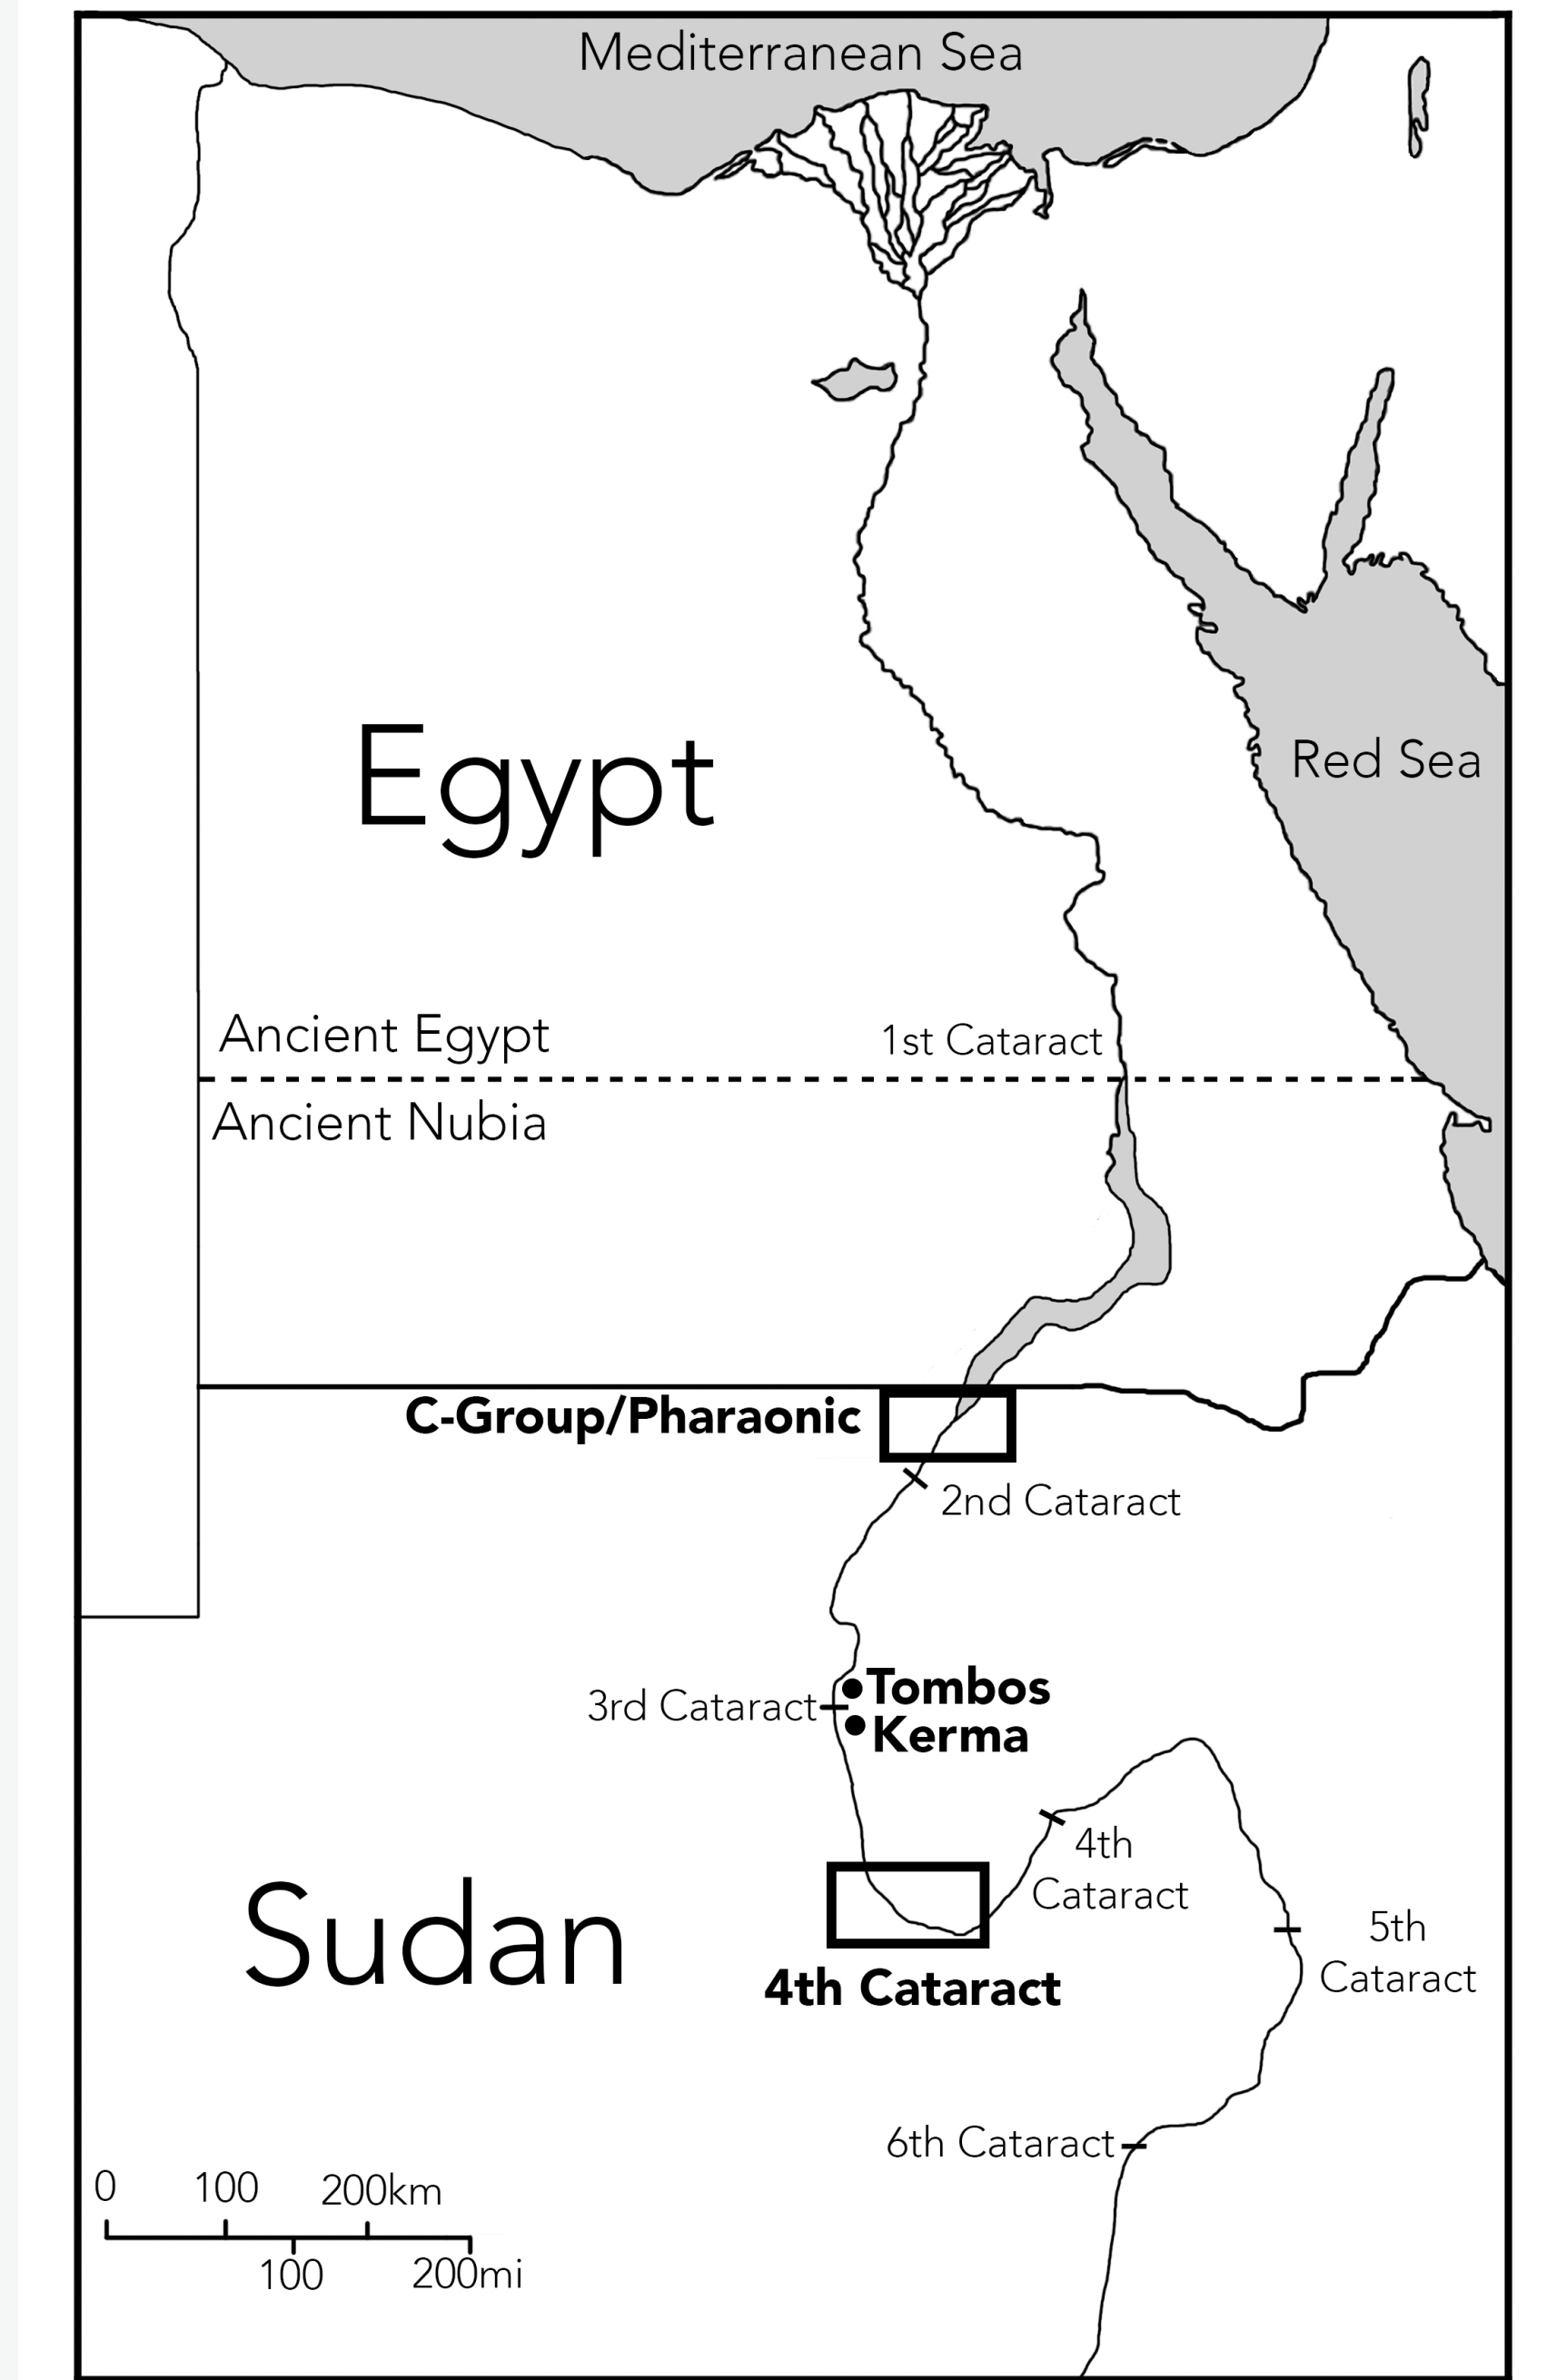 Mediterranean Sea
Egypt
Red Sea
Ancient Egypt
1st Cataract
Ancient Nubia
C-Group/Pharaonic
2nd Cataract
Tombos
3rd Cataract
Kerma
4th
Cataract
Sudan
5th
Cataract
4th Cataract
6th Cataract
0 100 200km
100 200mi